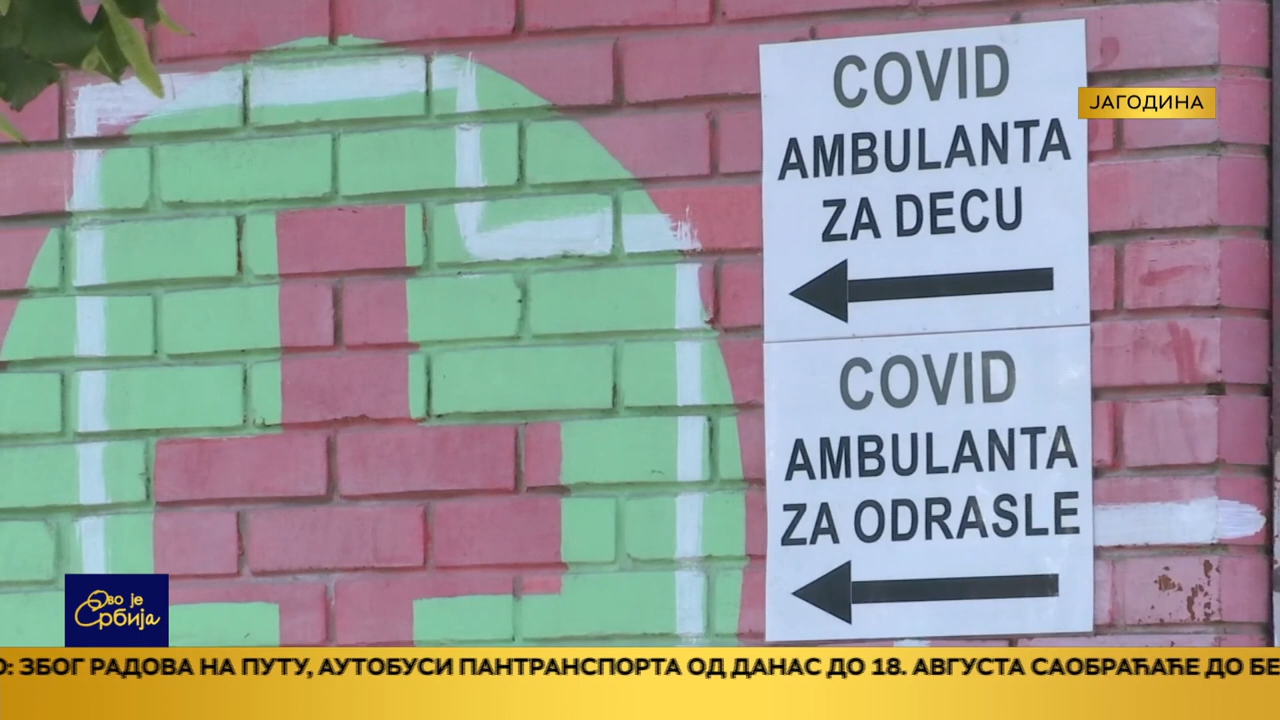 COVID
AMBULANTA
ZA DECU
COVID
AMBULANTA
ZA ODRASLE
ЈАГОДИНА
Ово је
Србија
ЗБОГ РАДОВА НА ПУТУ, АУТОБУСИ ПАНТРАНСПОРТА ОД ДАНАС ДО 18. АВГУСТА САОБРАЋАЋЕ ДО